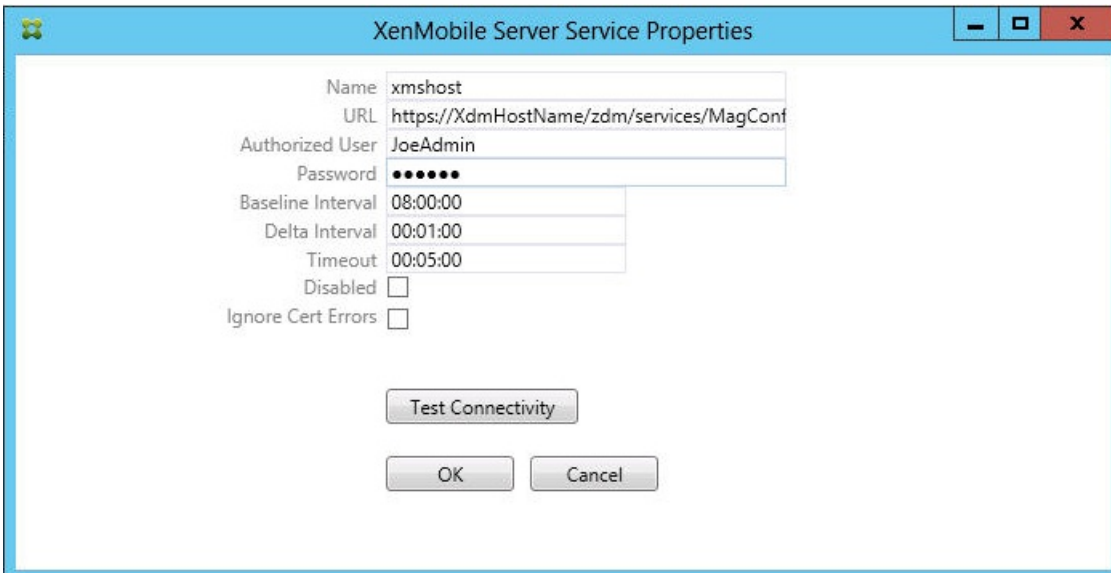 XenMobile Server Service Properties
Name xmshost
URL https://XdmHostName/zdm/services/MagConf
Authorized User JoeAdmin
Password ●●●●●●
Baseline Interval 08:00:00
Delta Interval 00:01:00
Timeout 00:05:00
Disabled
Ignore Cert Errors
Test Connectivity
OK Cancel